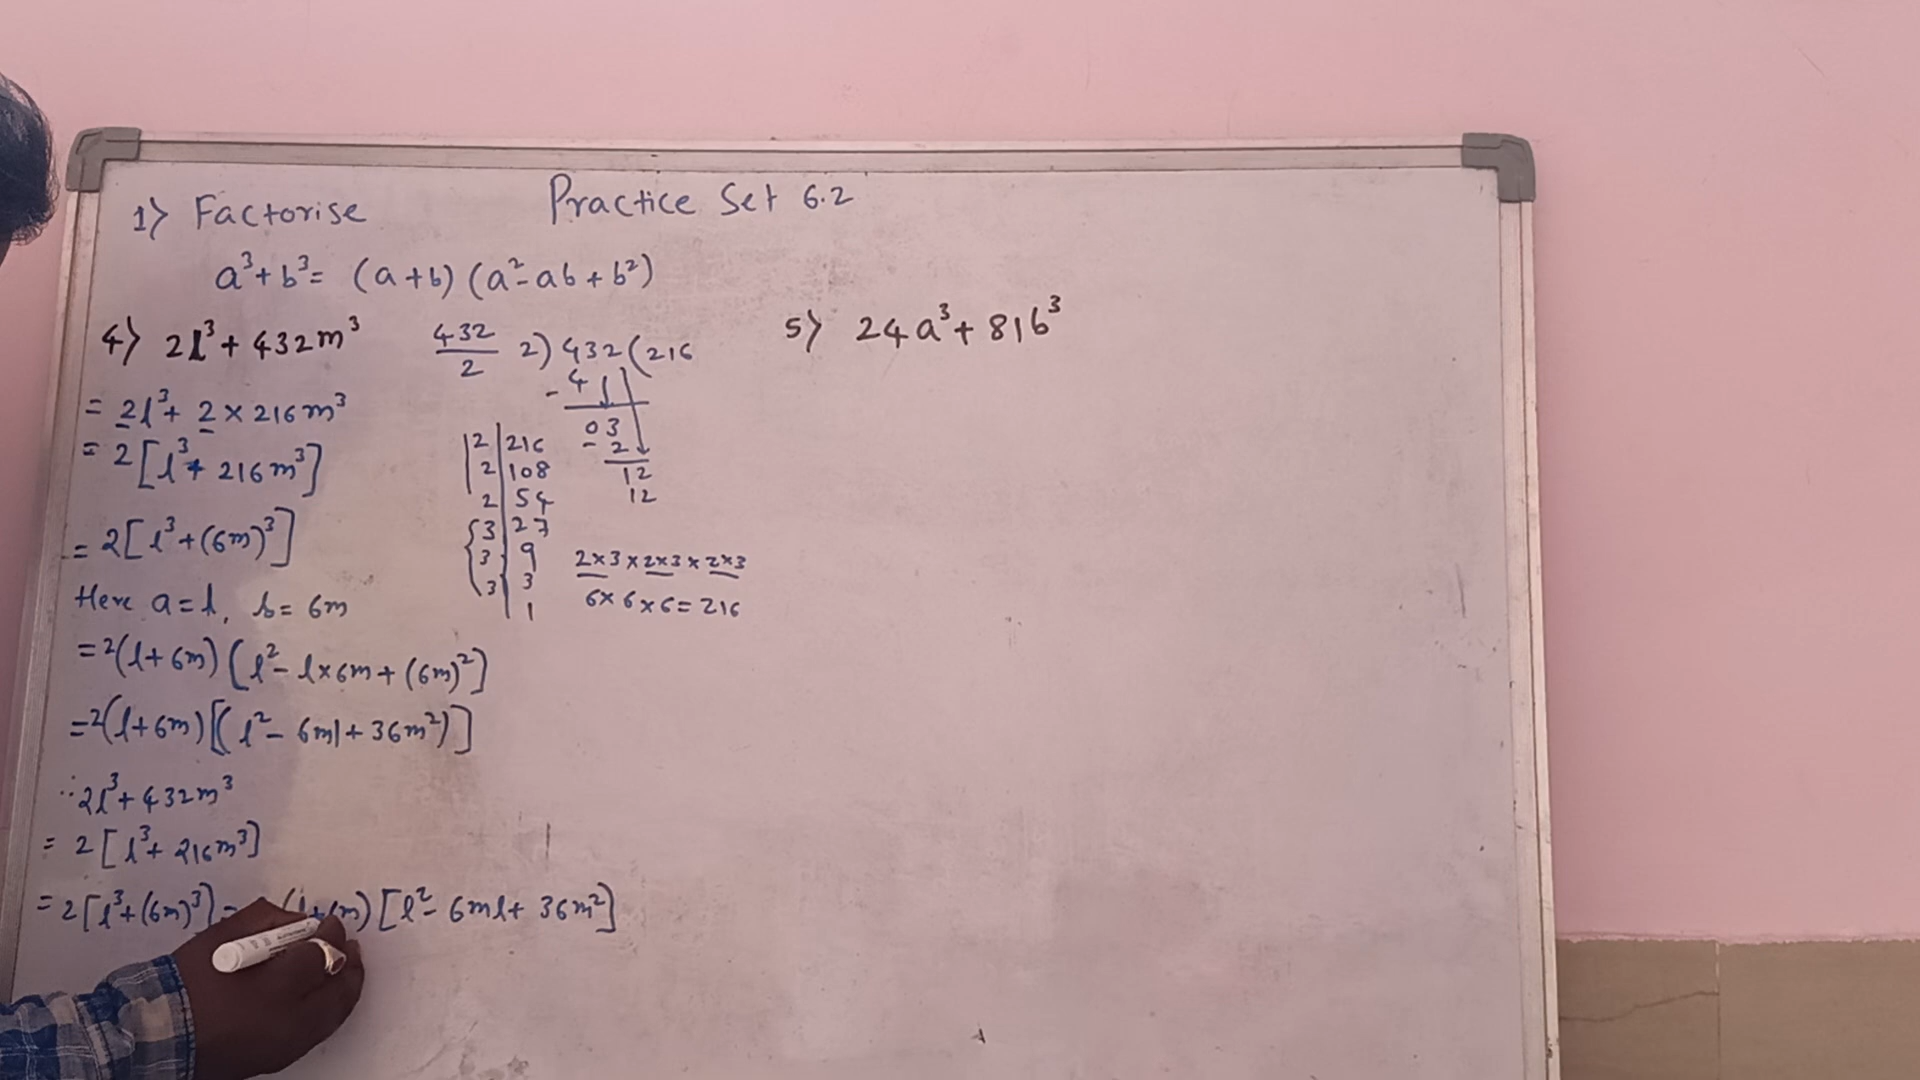 1) Factorise
Practice Set 6.2
a³+b³= (a+b) (a²-ab+b²)
4) 2l³+432m³
= 2l³+ 2×216m³
= 2[l³+ 216m³]
= 2[l³+(6m)³]
Here a=l, b= 6m
=2(l+6m) (l²- l×6m+(6m)²]
=2(l+6m)[(l²- 6ml+36m²)]
∴2l³+432m³
= 2[l³+ 216m³]
= 2[l³+(6m)³]= (l+6m) [l²- 6ml+ 36m²]
432
2
2) 432(216
- 4
03
- 2
12
12
2|216
2|108
2|54
3|27
3|9
3|3
|1
2×3×2×3×2×3
6×6×6=216
5) 24a³+81b³